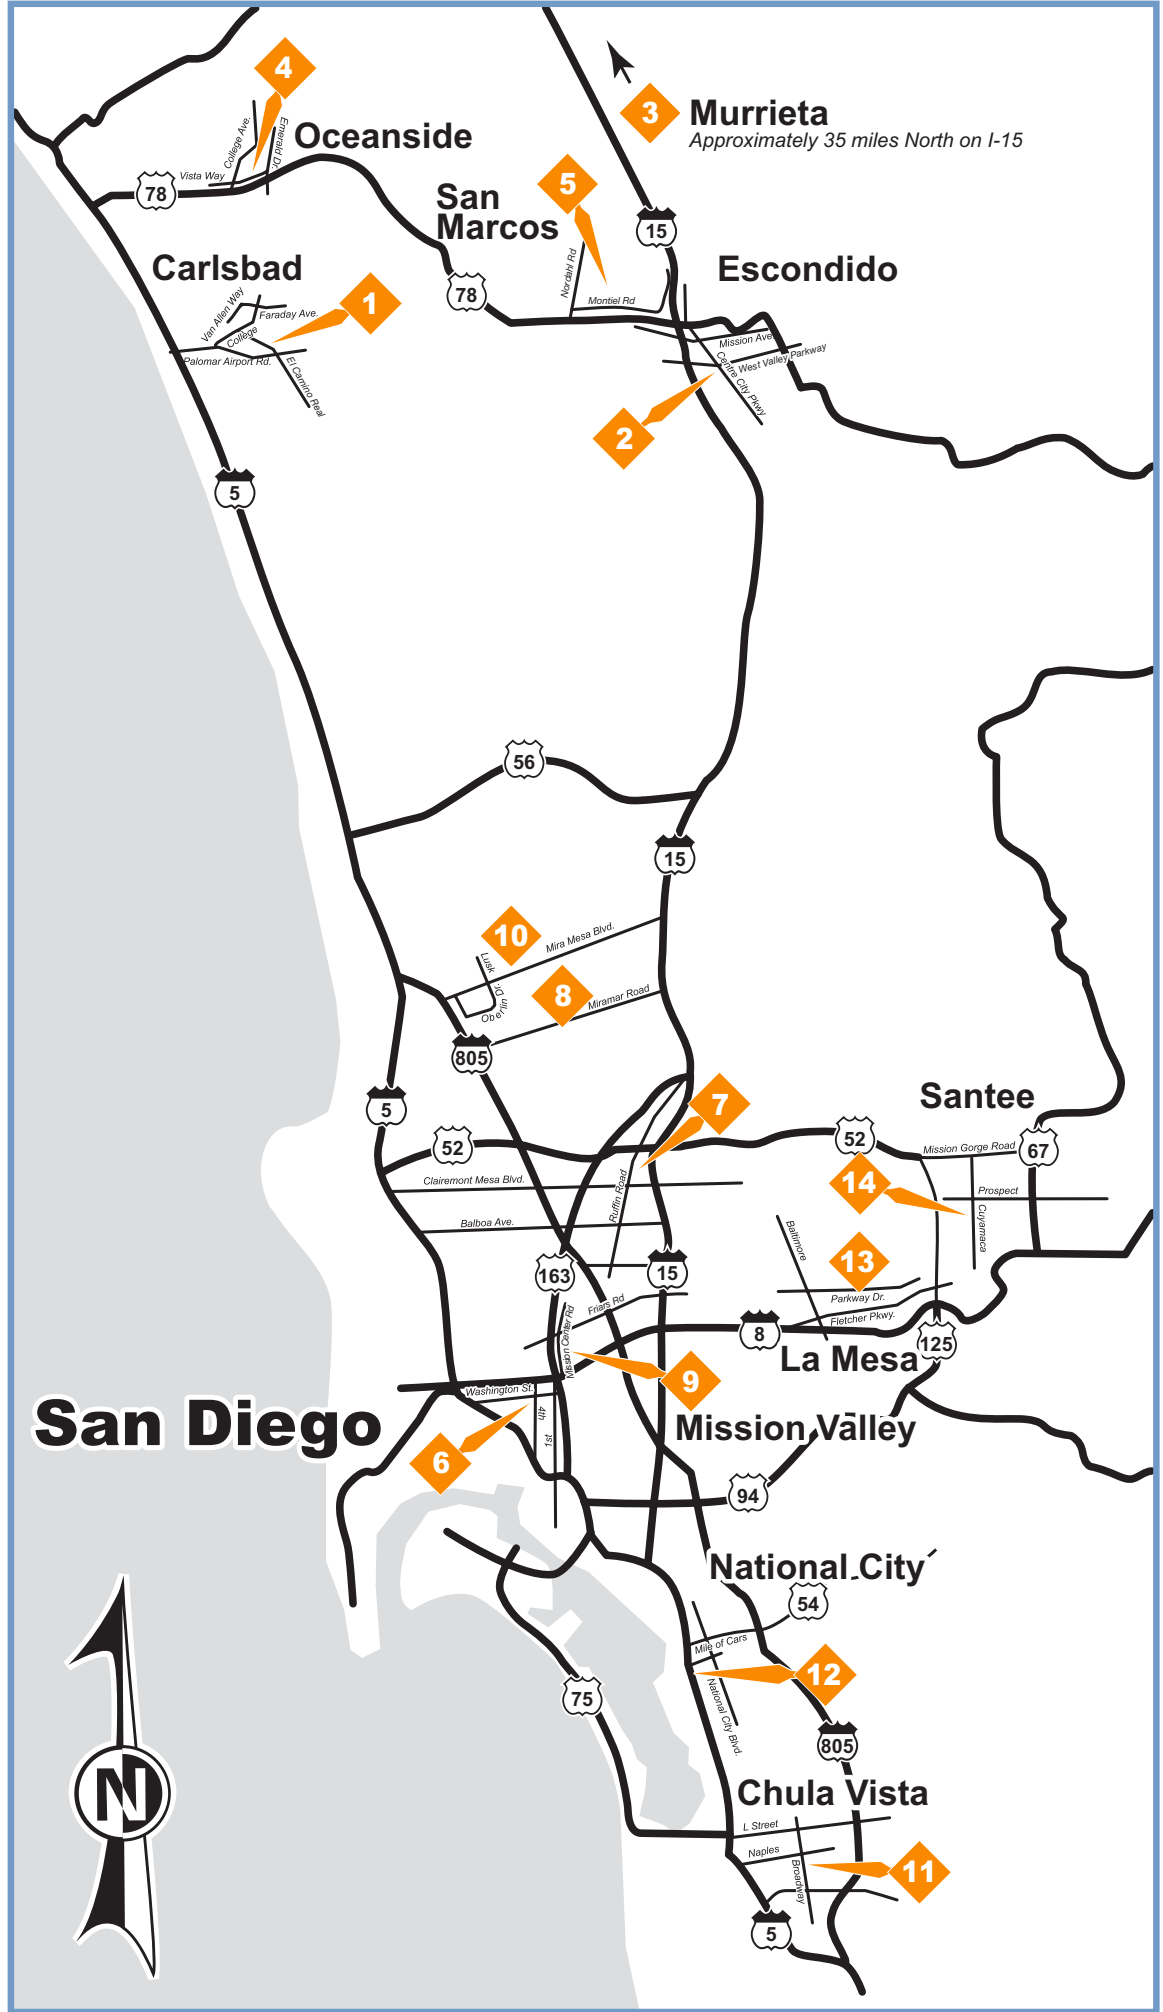 4
3
Murrieta
Approximately 35 miles North on I-15
College Ave.
Emerald Dr.
Oceanside
Vista Way
78
5
San
Marcos
15
Nordahl Rd
Montiel Rd
78
Escondido
Carlsbad
Van Allen Way
Faraday Ave.
College
1
Palomar Airport Rd.
El Camino Real
Mission Ave
West Valley Parkway
Centre City Pkwy
2
5
56
15
10
Mira Mesa Blvd.
Lusk
Oberlin Dr.
8
Miramar Road
805
5
7
Santee
52
52
Mission Gorge Road
67
Clairemont Mesa Blvd.
Ruffin Road
14
Prospect
Cuyamaca
Balboa Ave.
Baltimore
13
163
15
Parkway Dr.
Fletcher Pkwy.
Friars Rd
Mission Center Rd
8
125
La Mesa
9
Washington St.
4th
1st
San Diego
Mission Valley
6
94
National City
54
Mile of Cars
National City Blvd.
12
75
805
N
Chula Vista
L Street
Naples
Broadway
11
5